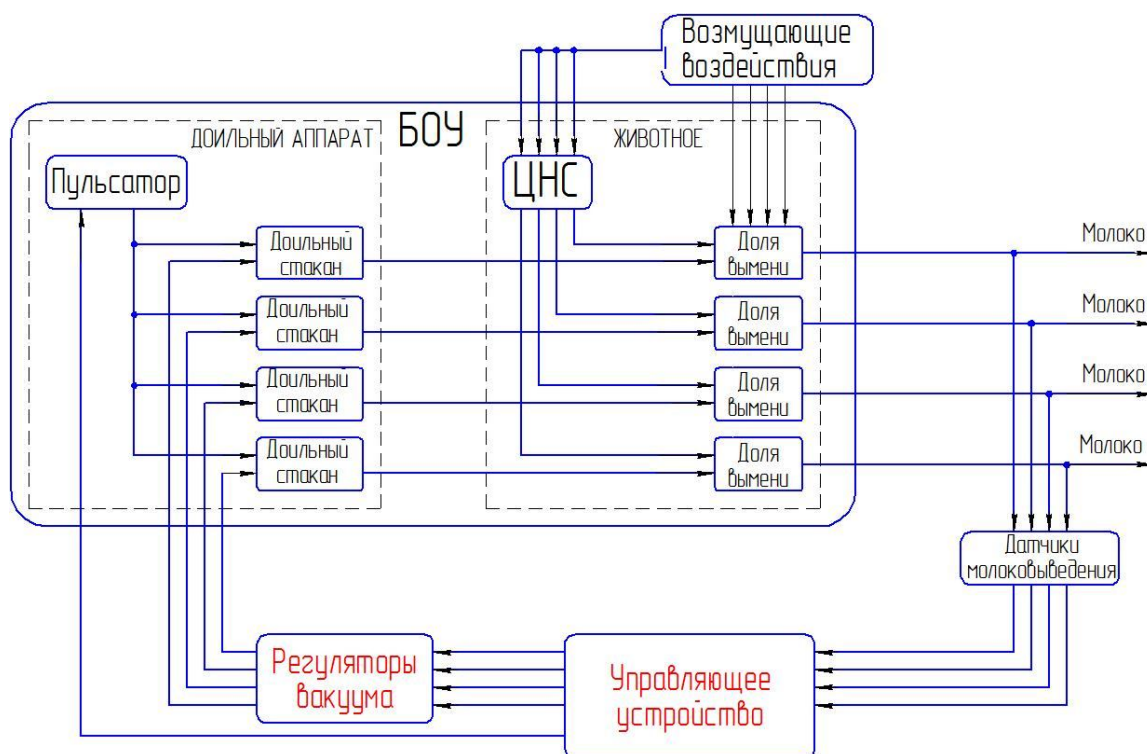 Возмущающие
воздействия
ДОИЛЬНЫЙ АППАРАТ
БОУ
ЖИВОТНОЕ
Пульсатор
ЦНС
Доильный
стакан
Доля
вымени
Молоко
Доильный
стакан
Доля
вымени
Молоко
Доильный
стакан
Доля
вымени
Молоко
Доильный
стакан
Доля
вымени
Молоко
Датчики
молоковыведения
Регуляторы
вакуума
Управляющее
устройство